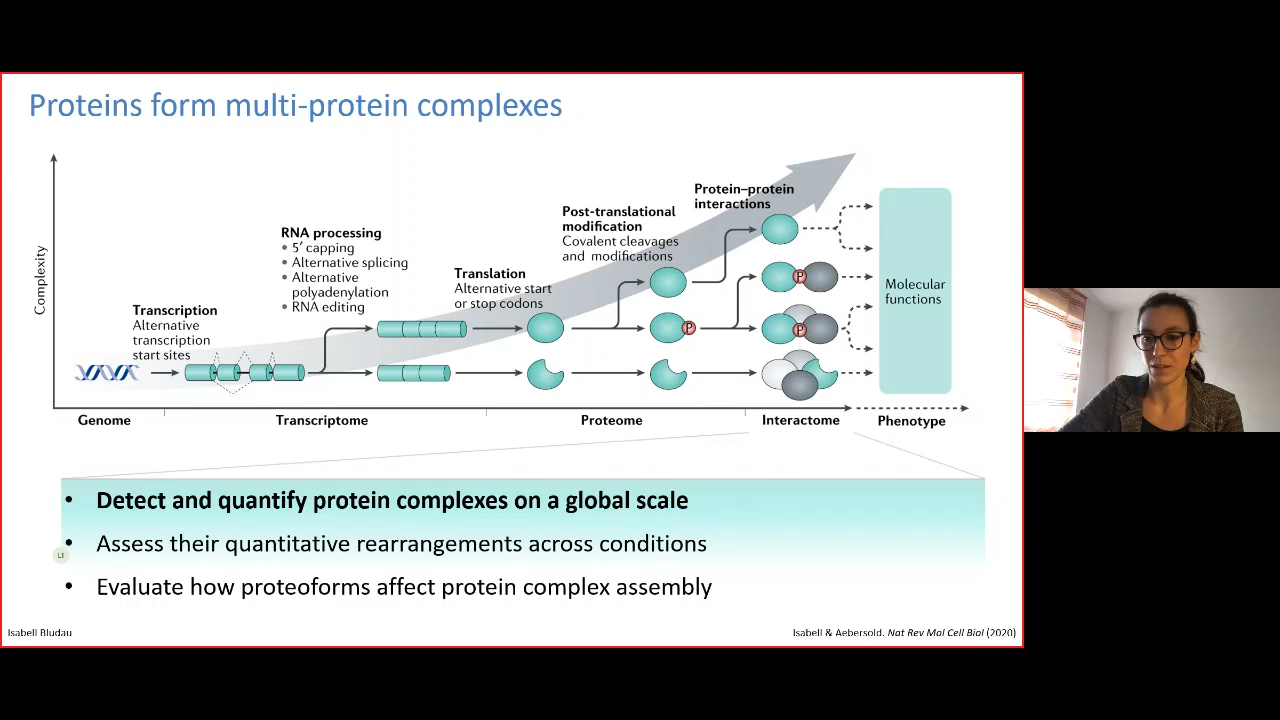 Proteins form multi-protein complexes
Complexity
Protein–protein
interactions
Post-translational
modification
Covalent cleavages
and modifications
RNA processing
• 5′ capping
• Alternative splicing
• Alternative
polyadenylation
• RNA editing
Translation
Alternative start
or stop codons
Transcription
Alternative
transcription
start sites
P
P
P
Molecular
functions
Genome
Transcriptome
Proteome
Interactome
Phenotype
• Detect and quantify protein complexes on a global scale
• Assess their quantitative rearrangements across conditions
L1
• Evaluate how proteoforms affect protein complex assembly
Isabell Bludau
Isabell & Aebersold. Nat Rev Mol Cell Biol (2020)